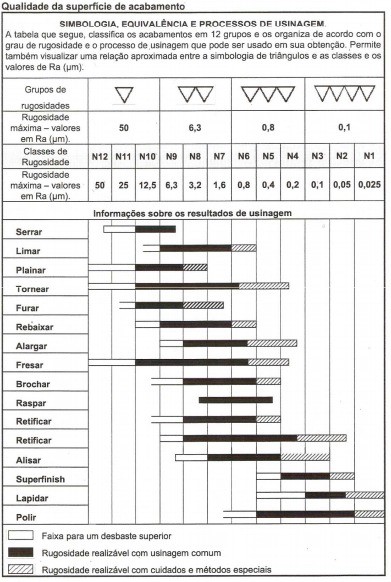 Qualidade da superfície de acabamento
SIMBOLOGIA, EQUIVALÊNCIA E PROCESSOS DE USINAGEM.
A tabela que segue, classifica os acabamentos em 12 grupos e os organiza de acordo com o
grau de rugosidade e o processo de usinagem que pode ser usado em sua obtenção. Permite
também visualizar uma relação aproximada entre a simbologia de triângulos e as classes e os
valores de Ra (µm).
Grupos de
rugosidades
Rugosidade
máxima – valores
em Ra (µm).
50 6,3 0,8 0,1
Classes de
Rugosidade
N12 N11 N10 N9 N8 N7 N6 N5 N4 N3 N2 N1
Rugosidade
máxima – valores
em Ra (µm).
50 25 12,5 6,3 3,2 1,6 0,8 0,4 0,2 0,1 0,05 0,025
Informações sobre os resultados de usinagem
Serrar
Limar
Plainar
Tornear
Furar
Rebaixar
Alargar
Fresar
Brochar
Raspar
Retificar
Retificar
Alisar
Superfinish
Lapidar
Polir
Faixa para um desbaste superior
Rugosidade realizável com usinagem comum
Rugosidade realizável com cuidados e métodos especiais